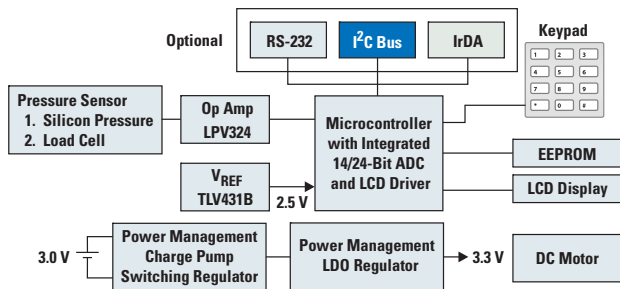 Optional
RS-232
I²C Bus
IrDA
Keypad
1 2 3
4 5 6
7 8 9
* 0 #
Pressure Sensor
1. Silicon Pressure
2. Load Cell
Op Amp
LPV324
Microcontroller
with Integrated
14/24-Bit ADC
and LCD Driver
EEPROM
LCD Display
VREF
TLV431B
2.5 V
3.0 V
Power Management
Charge Pump
Switching Regulator
Power Management
LDO Regulator
3.3 V
DC Motor